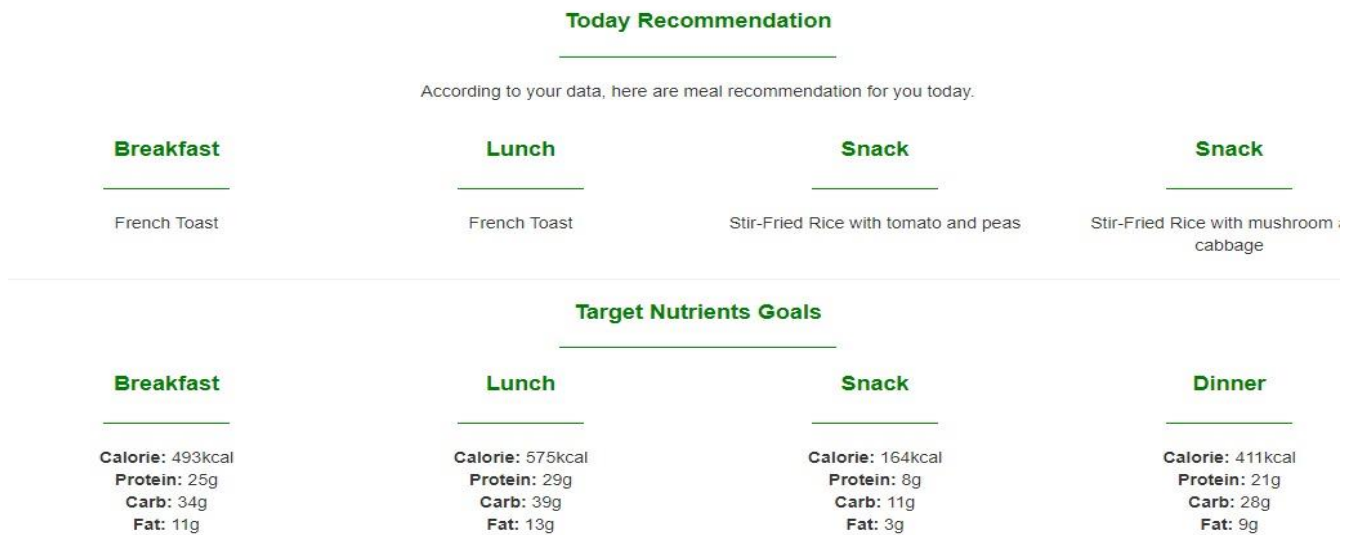 Today Recommendation
According to your data, here are meal recommendation for you today.
Breakfast
French Toast
Lunch
French Toast
Snack
Stir-Fried Rice with tomato and peas
Snack
Stir-Fried Rice with mushroom
cabbage
Target Nutrients Goals
Breakfast
Calorie: 493kcal
Protein: 25g
Carb: 34g
Fat: 11g
Lunch
Calorie: 575kcal
Protein: 29g
Carb: 39g
Fat: 13g
Snack
Calorie: 164kcal
Protein: 8g
Carb: 11g
Fat: 3g
Dinner
Calorie: 411kcal
Protein: 21g
Carb: 28g
Fat: 9g